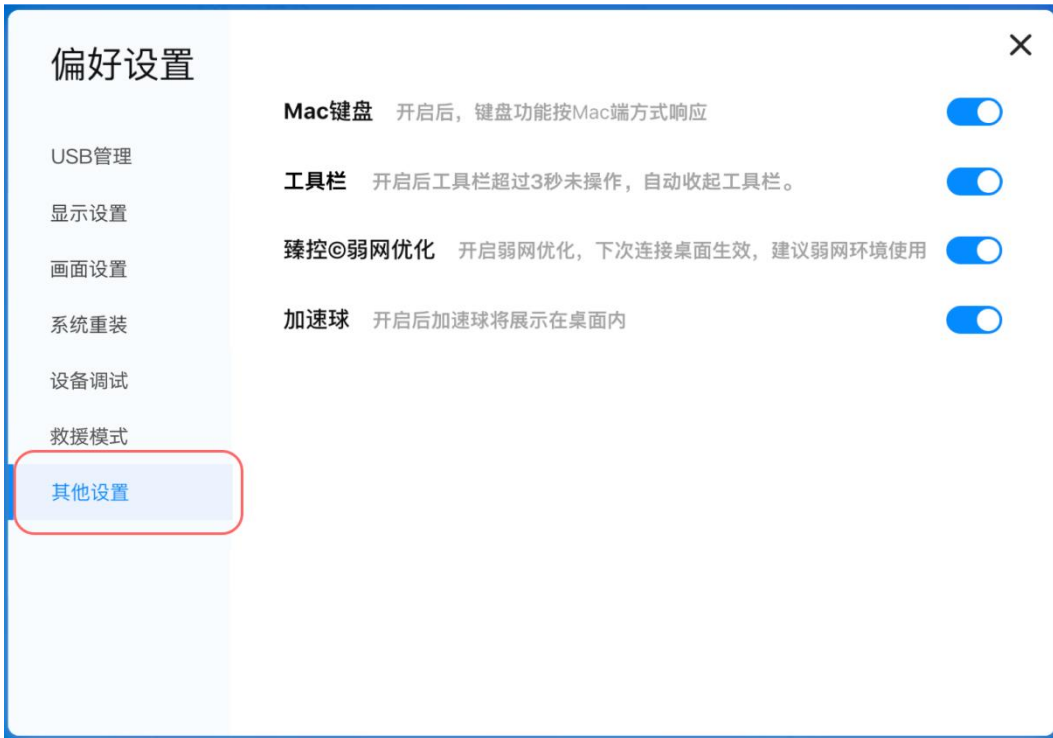 偏好设置
USB管理
显示设置
画面设置
系统重装
设备调试
救援模式
其他设置
Mac键盘 开启后，键盘功能按Mac端方式响应
工具栏 开启后工具栏超过3秒未操作，自动收起工具栏。
臻控©弱网优化 开启弱网优化，下次连接桌面生效，建议弱网环境使用
加速球 开启后加速球将展示在桌面内